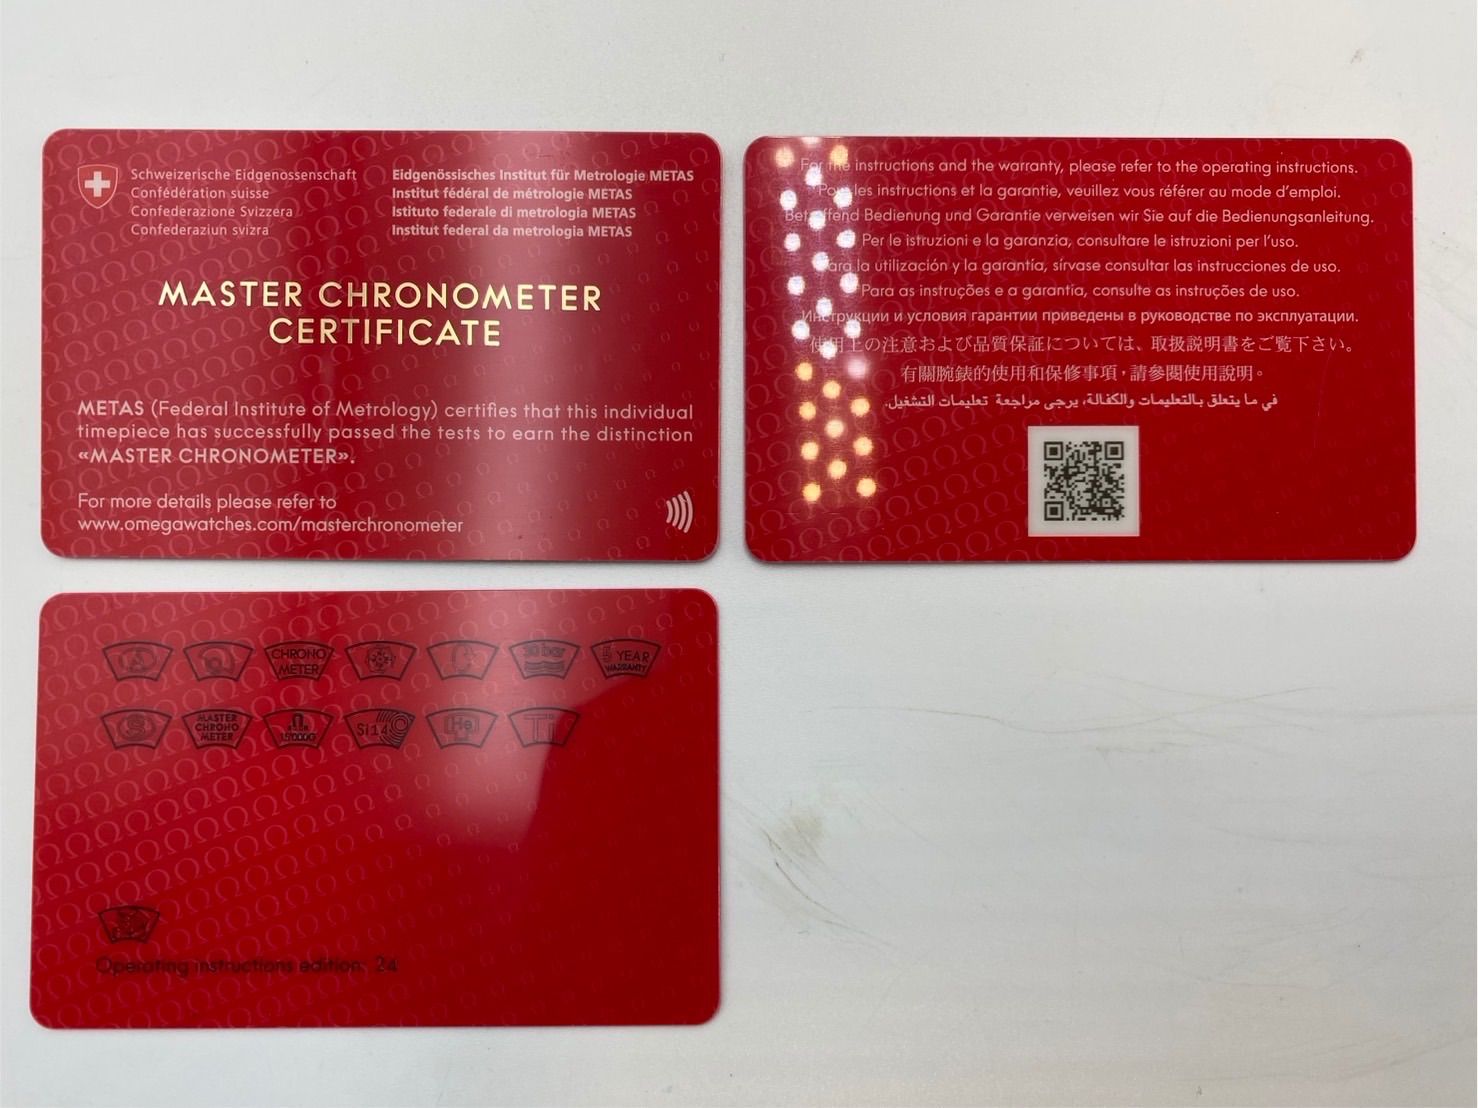 Schweizerische Eidgenossenschaft
Confédération suisse
Confederazione Svizzera
Confederaziun svizra
Eidgenössisches Institut für Metrologie METAS
Institut fédéral de métrologie METAS
Istituto federale di metrologia METAS
Institut federal da metrologia METAS
MASTER CHRONOMETER
CERTIFICATE
METAS (Federal Institute of Metrology) certifies that this individual
timepiece has successfully passed the tests to earn the distinction
«MASTER CHRONOMETER».
For more details please refer to
www.omegawatches.com/masterchronometer
For the instructions and the warranty, please refer to the operating instructions.
Pour les instructions et la garantie, veuillez vous référer au mode d’emploi.
Betreffend Bedienung und Garantie verweisen wir Sie auf die Bedienungsanleitung.
Per le istruzioni e la garanzia, consultare le istruzioni per l’uso.
Para la utilización y la garantía, sírvase consultar las instrucciones de uso.
Para as instruções e a garantia, consulte as instruções de uso.
Инструкции и условия гарантии приведены в руководстве по эксплуатации.
使用上の注意および品質保証については、取扱説明書をご覧下さい。
有關腕錶的使用和保修事項，請參閱使用說明。
في ما يتعلق بالتعليمات والكفالة، يرجى مراجعة تعليمات التشغيل.
A
CHRONO
METER
30 bar
5 YEAR
WARRANTY
S
MASTER
CHRONO
METER
15'000G
Si14
He
Ti
Operating instructions edition: 24